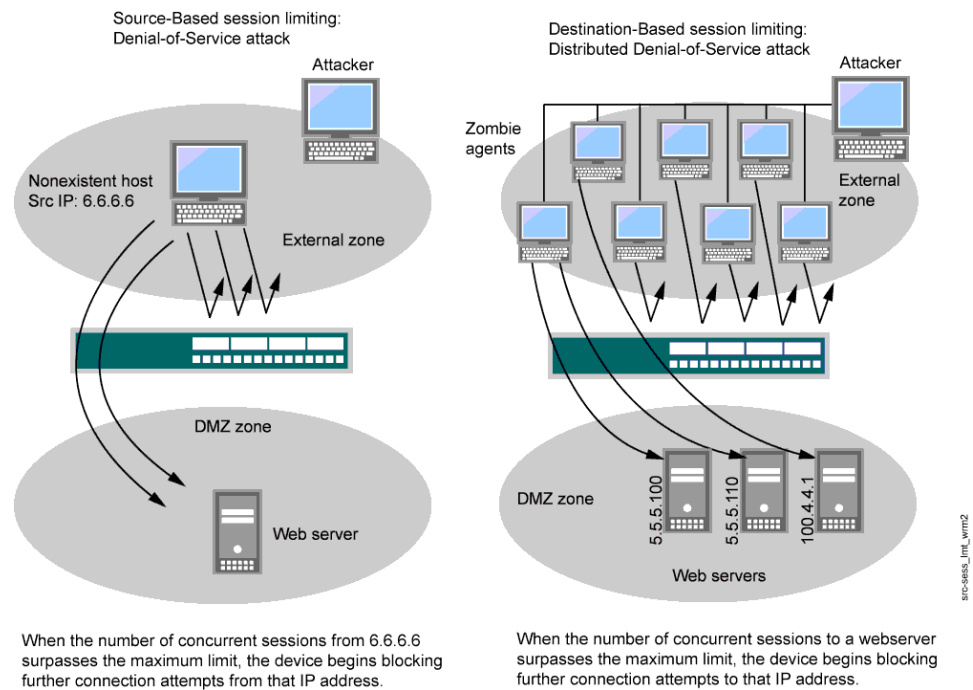 Source-Based session limiting:
Denial-of-Service attack
Attacker
Nonexistent host
Src IP: 6.6.6.6
External zone
DMZ zone
Web server
When the number of concurrent sessions from 6.6.6.6
surpasses the maximum limit, the device begins blocking
further connection attempts from that IP address.
Destination-Based session limiting:
Distributed Denial-of-Service attack
Attacker
Zombie
agents
External
zone
DMZ zone
5.5.5.100
5.5.5.110
100.4.4.1
Web servers
When the number of concurrent sessions to a webserver
surpasses the maximum limit, the device begins blocking
further connection attempts to that IP address.
src-sess_lmt_wrm2